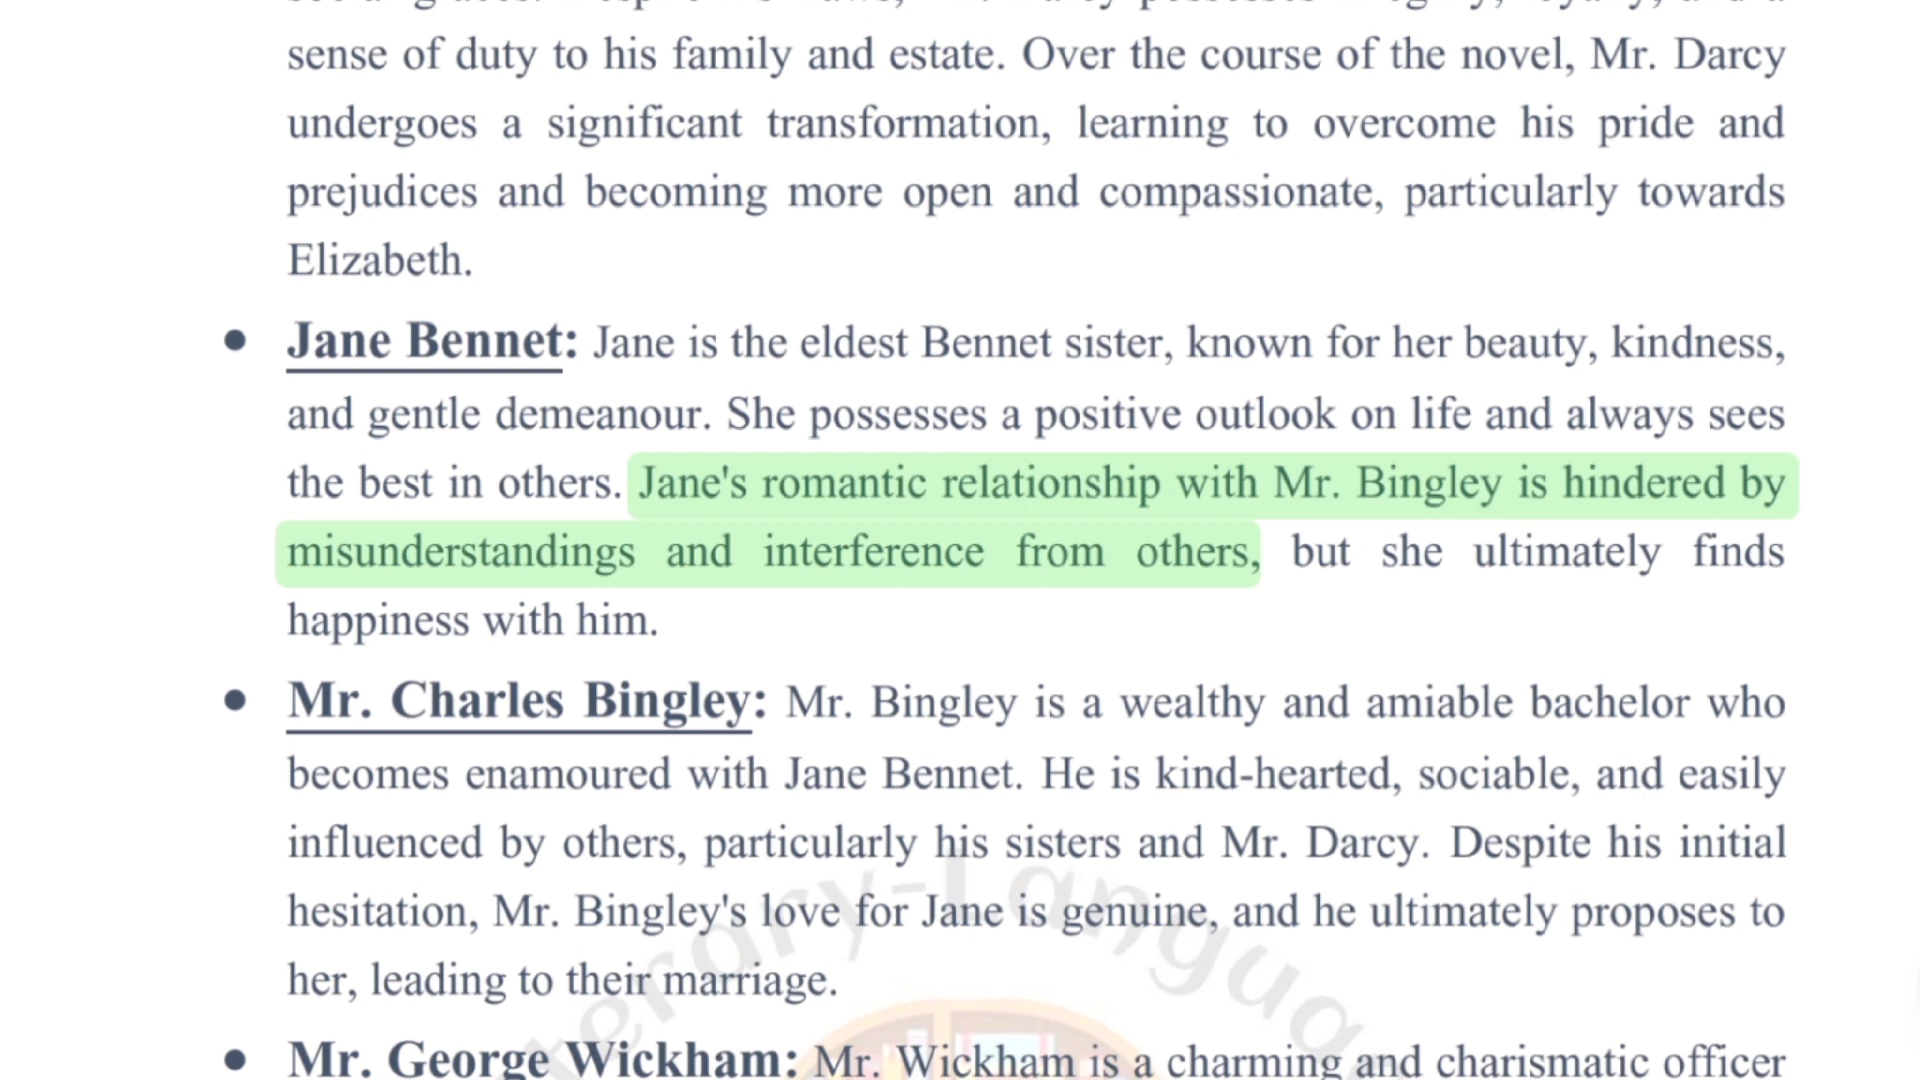 sense of duty to his family and estate. Over the course of the novel, Mr. Darcy
undergoes a significant transformation, learning to overcome his pride and
prejudices and becoming more open and compassionate, particularly towards
Elizabeth.
• Jane Bennet: Jane is the eldest Bennet sister, known for her beauty, kindness,
and gentle demeanour. She possesses a positive outlook on life and always sees
the best in others. Jane's romantic relationship with Mr. Bingley is hindered by
misunderstandings and interference from others, but she ultimately finds
happiness with him.
• Mr. Charles Bingley: Mr. Bingley is a wealthy and amiable bachelor who
becomes enamoured with Jane Bennet. He is kind-hearted, sociable, and easily
influenced by others, particularly his sisters and Mr. Darcy. Despite his initial
hesitation, Mr. Bingley's love for Jane is genuine, and he ultimately proposes to
her, leading to their marriage.
• Mr. George Wickham: Mr. Wickham is a charming and charismatic officer